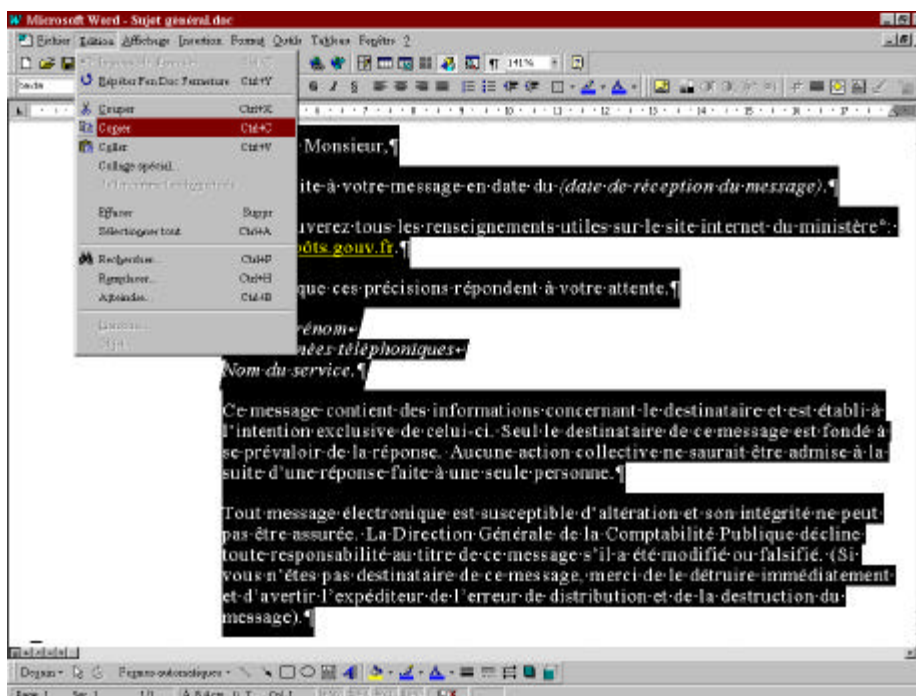 Microsoft Word - Sujet général.doc
Fichier Edition Affichage Insertion Format Outils Tableau Fenêtre ?
141%
Répéter Ctrl+Y
Couper Ctrl+X
Copier Ctrl+C
Coller Ctrl+V
Collage spécial...
Effacer Suppr
Sélectionner tout Ctrl+A
Rechercher... Ctrl+F
Remplacer... Ctrl+H
Atteindre... Ctrl+B
Monsieur,¶
ite·à·votre·message·en·date·du·(date·de·réception·du·message).¶
uverez·tous·les·renseignements·utiles·sur·le·site·internet·du·ministère°:·
ôts.gouv.fr.¶
que·ces·précisions·répondent·à·votre·attente.¶
rénom↵
nées·téléphoniques↵
Nom·du·service.¶
Ce·message·contient·des·informations·concernant·le·destinataire·et·est·établi·à·
l'intention·exclusive·de·celui-ci.·Seul·le·destinataire·de·ce·message·est·fondé·à·
se·prévaloir·de·la·réponse.·Aucune·action·collective·ne·saurait·être·admise·à·la·
suite·d'une·réponse·faite·à·une·seule·personne.¶
Tout·message·électronique·est·susceptible·d'altération·et·son·intégrité·ne·peut·
pas·être·assurée.·La·Direction·Générale·de·la·Comptabilité·Publique·décline·
toute·responsabilité·au·titre·de·ce·message·s'il·a·été·modifié·ou·falsifié.·(Si·
vous·n'êtes·pas·destinataire·de·ce·message,·merci·de·le·détruire·immédiatement·
et·d'avertir·l'expéditeur·de·l'erreur·de·distribution·et·de·la·destruction·du·
message).¶
Dessin Formes automatiques
Page 1 Sec 1 1/1